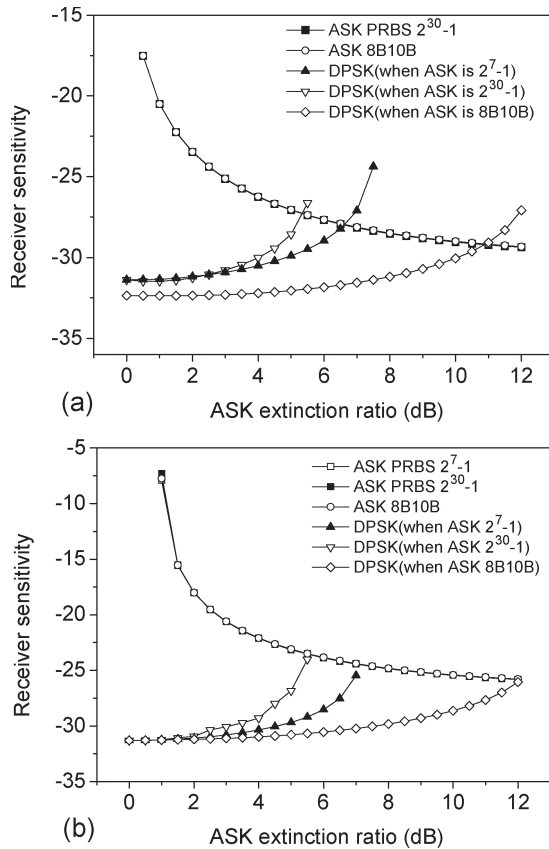 ASK PRBS 2^30-1
ASK 8B10B
DPSK(when ASK is 2^7-1)
DPSK(when ASK is 2^30-1)
DPSK(when ASK is 8B10B)
Receiver sensitivity
-15
-20
-25
-30
-35
0 2 4 6 8 10 12
(a) ASK extinction ratio (dB)
ASK PRBS 2^7-1
ASK PRBS 2^30-1
ASK 8B10B
DPSK(when ASK 2^7-1)
DPSK(when ASK 2^30-1)
DPSK(when ASK 8B10B)
Receiver sensitivity
-5
-10
-15
-20
-25
-30
-35
0 2 4 6 8 10 12
(b) ASK extinction ratio (dB)